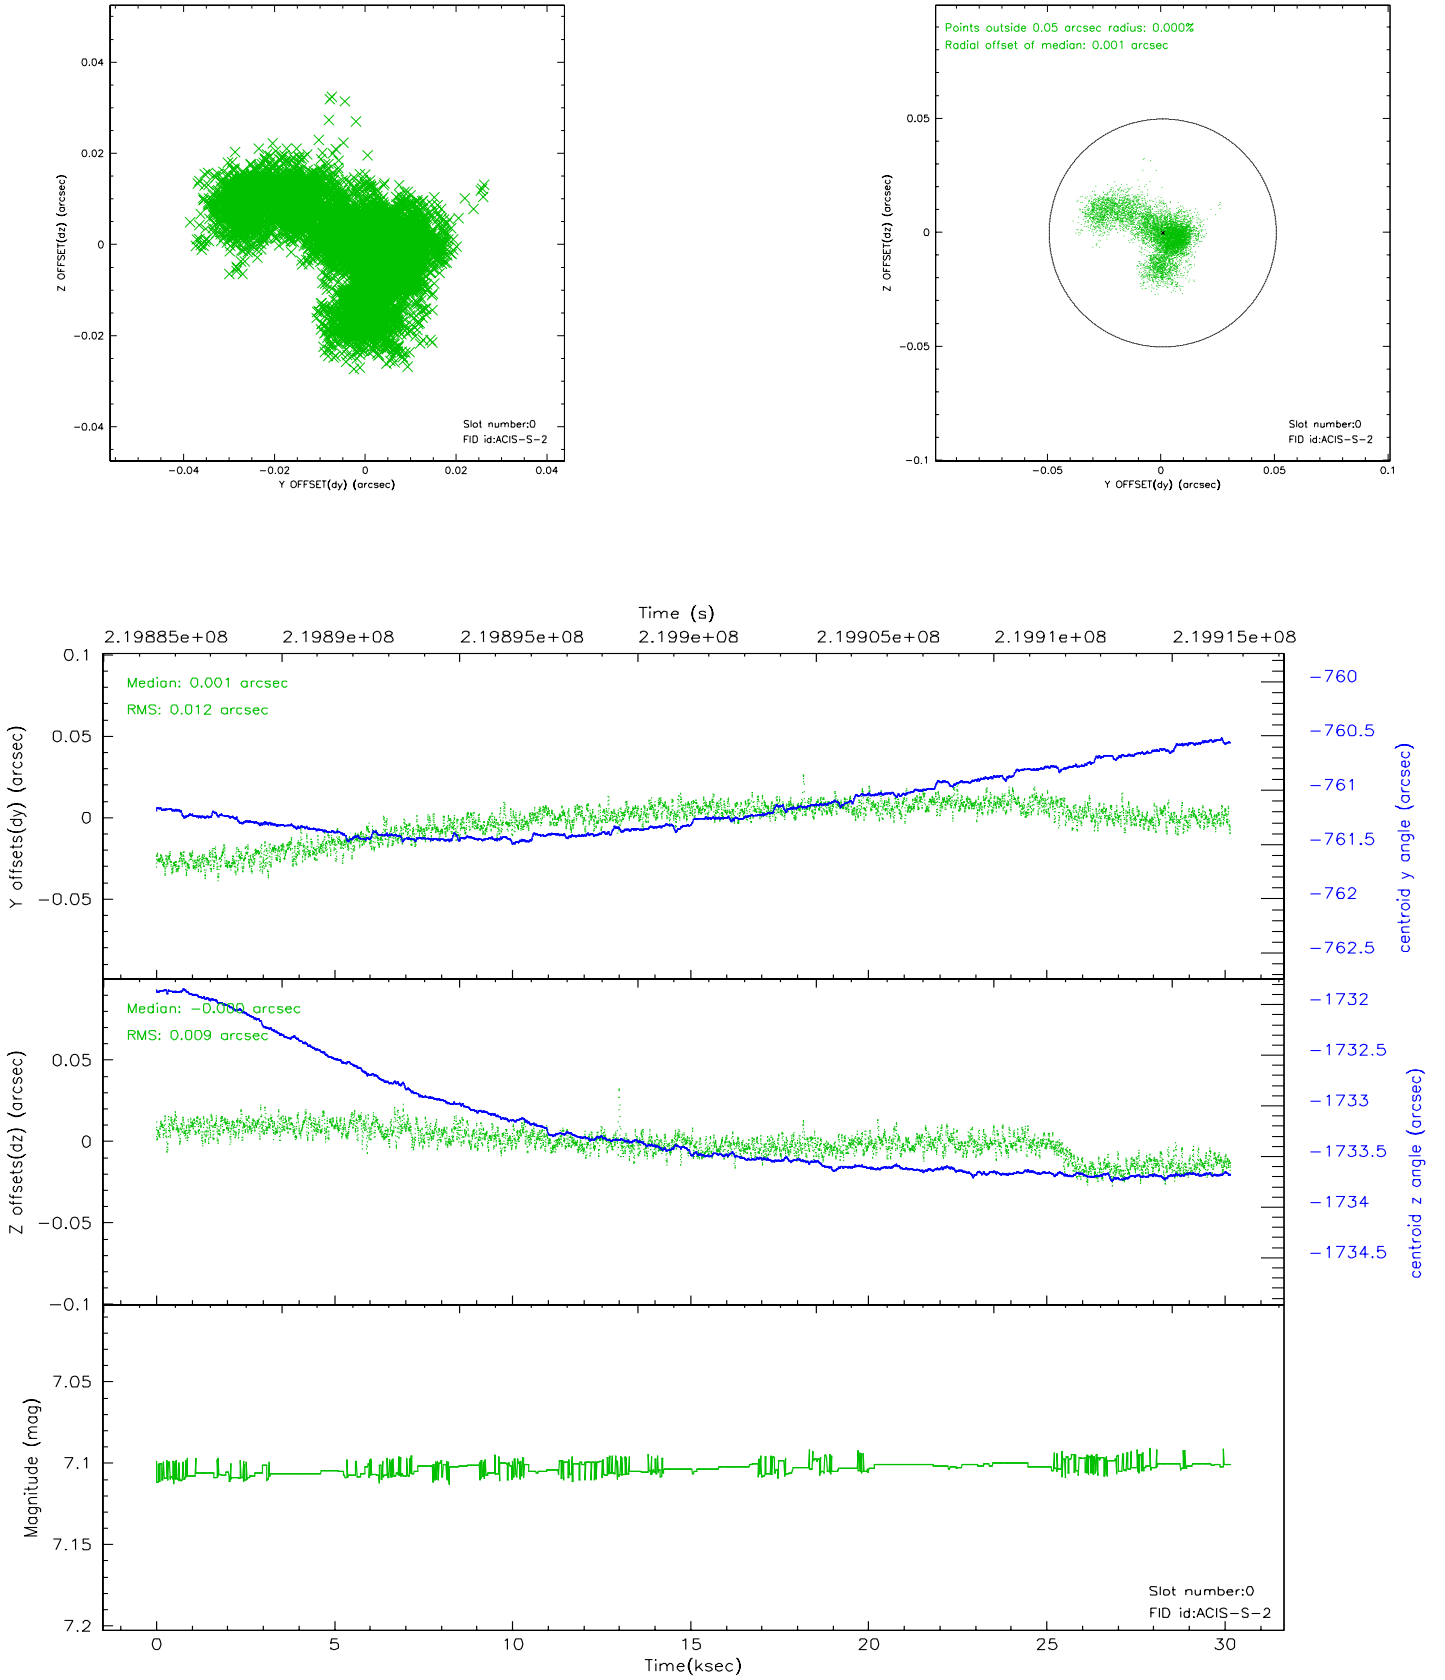 0.04
0.02
0
−0.02
−0.04
Z OFFSET(dz) (arcsec)
−0.04
−0.02
0
0.02
0.04
Y OFFSET(dy) (arcsec)
Slot number:0
FID id:ACIS−S−2
Points outside 0.05 arcsec radius: 0.000%
Radial offset of median: 0.001 arcsec
0.05
0
−0.05
−0.1
Z OFFSET(dz) (arcsec)
−0.05
0
0.05
0.1
Y OFFSET(dy) (arcsec)
Slot number:0
FID id:ACIS−S−2
Time (s)
2.19885e+08
2.1989e+08
2.19895e+08
2.199e+08
2.19905e+08
2.1991e+08
2.19915e+08
0.1
0.05
0
−0.05
Y offsets(dy) (arcsec)
Median: 0.001 arcsec
RMS: 0.012 arcsec
−760
−760.5
−761
−761.5
−762
−762.5
centroid y angle (arcsec)
0.05
0
−0.05
−0.1
Z offsets(dz) (arcsec)
Median: −0.000 arcsec
RMS: 0.009 arcsec
−1732
−1732.5
−1733
−1733.5
−1734
−1734.5
centroid z angle (arcsec)
7.05
7.1
7.15
7.2
Magnitude (mag)
Slot number:0
FID id:ACIS−S−2
0
5
10
15
20
25
30
Time(ksec)